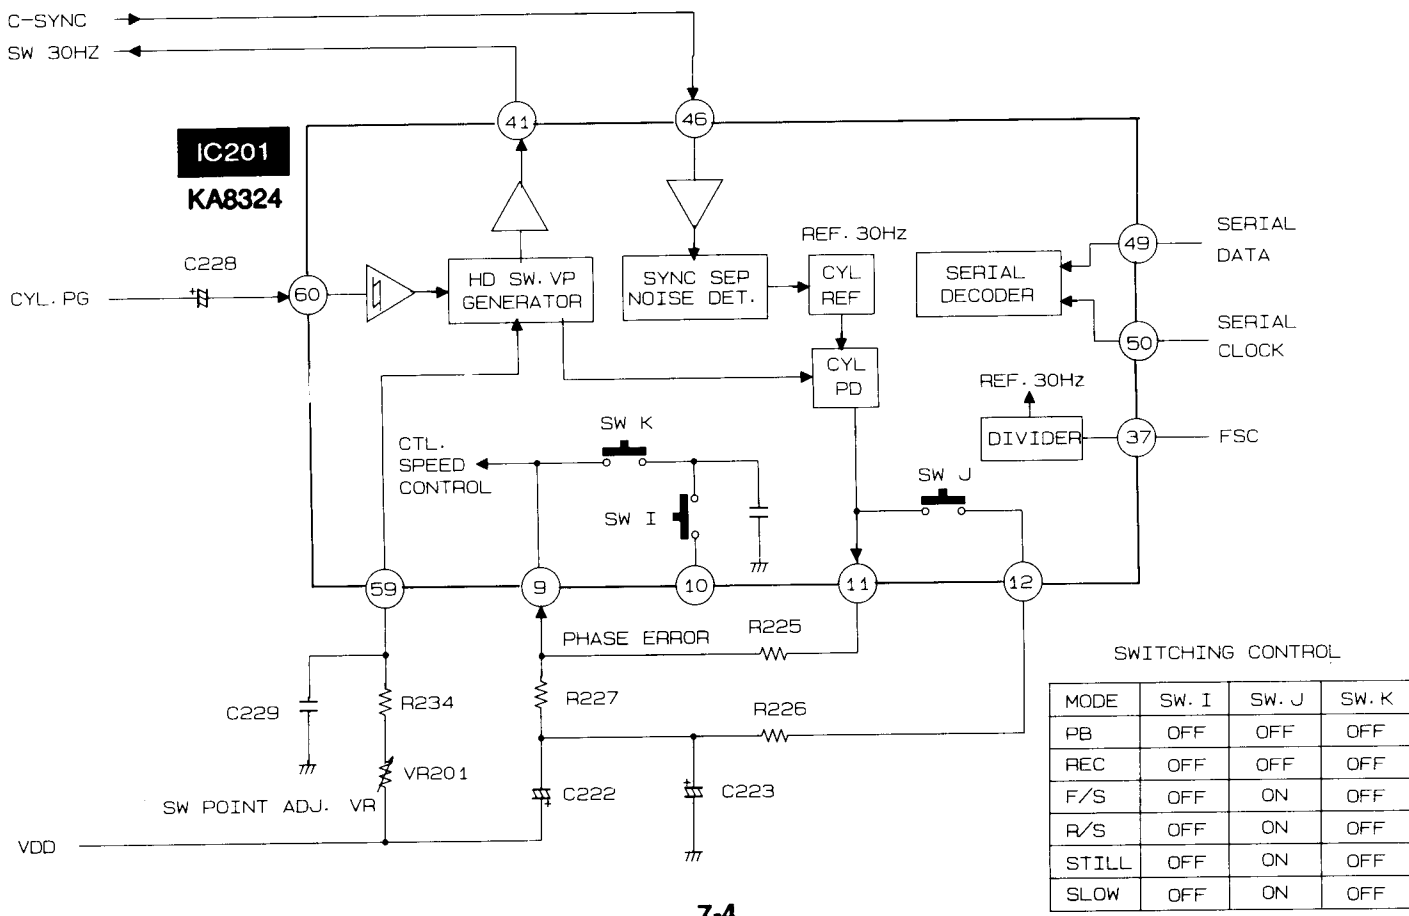 C-SYNC
SW 30HZ
41
46
IC201
KA8324
C228
+
CYL. PG
60
HD SW. VP
GENERATOR
SYNC SEP
NOISE DET.
REF. 30Hz
CYL
REF
SERIAL
DECODER
49
SERIAL
DATA
50
SERIAL
CLOCK
CYL
PD
REF. 30Hz
DIVIDER
37
FSC
CTL.
SPEED
CONTROL
SW K
SW I
SW J
59
9
10
11
12
PHASE ERROR
R225
C229
R234
R227
R226
VR201
SW POINT ADJ. VR
C222
+
+
C223
VDD
SWITCHING CONTROL
MODE SW. I SW. J SW. K
PB OFF OFF OFF
REC OFF OFF OFF
F/S OFF ON OFF
R/S OFF ON OFF
STILL OFF ON OFF
SLOW OFF ON OFF
7-4